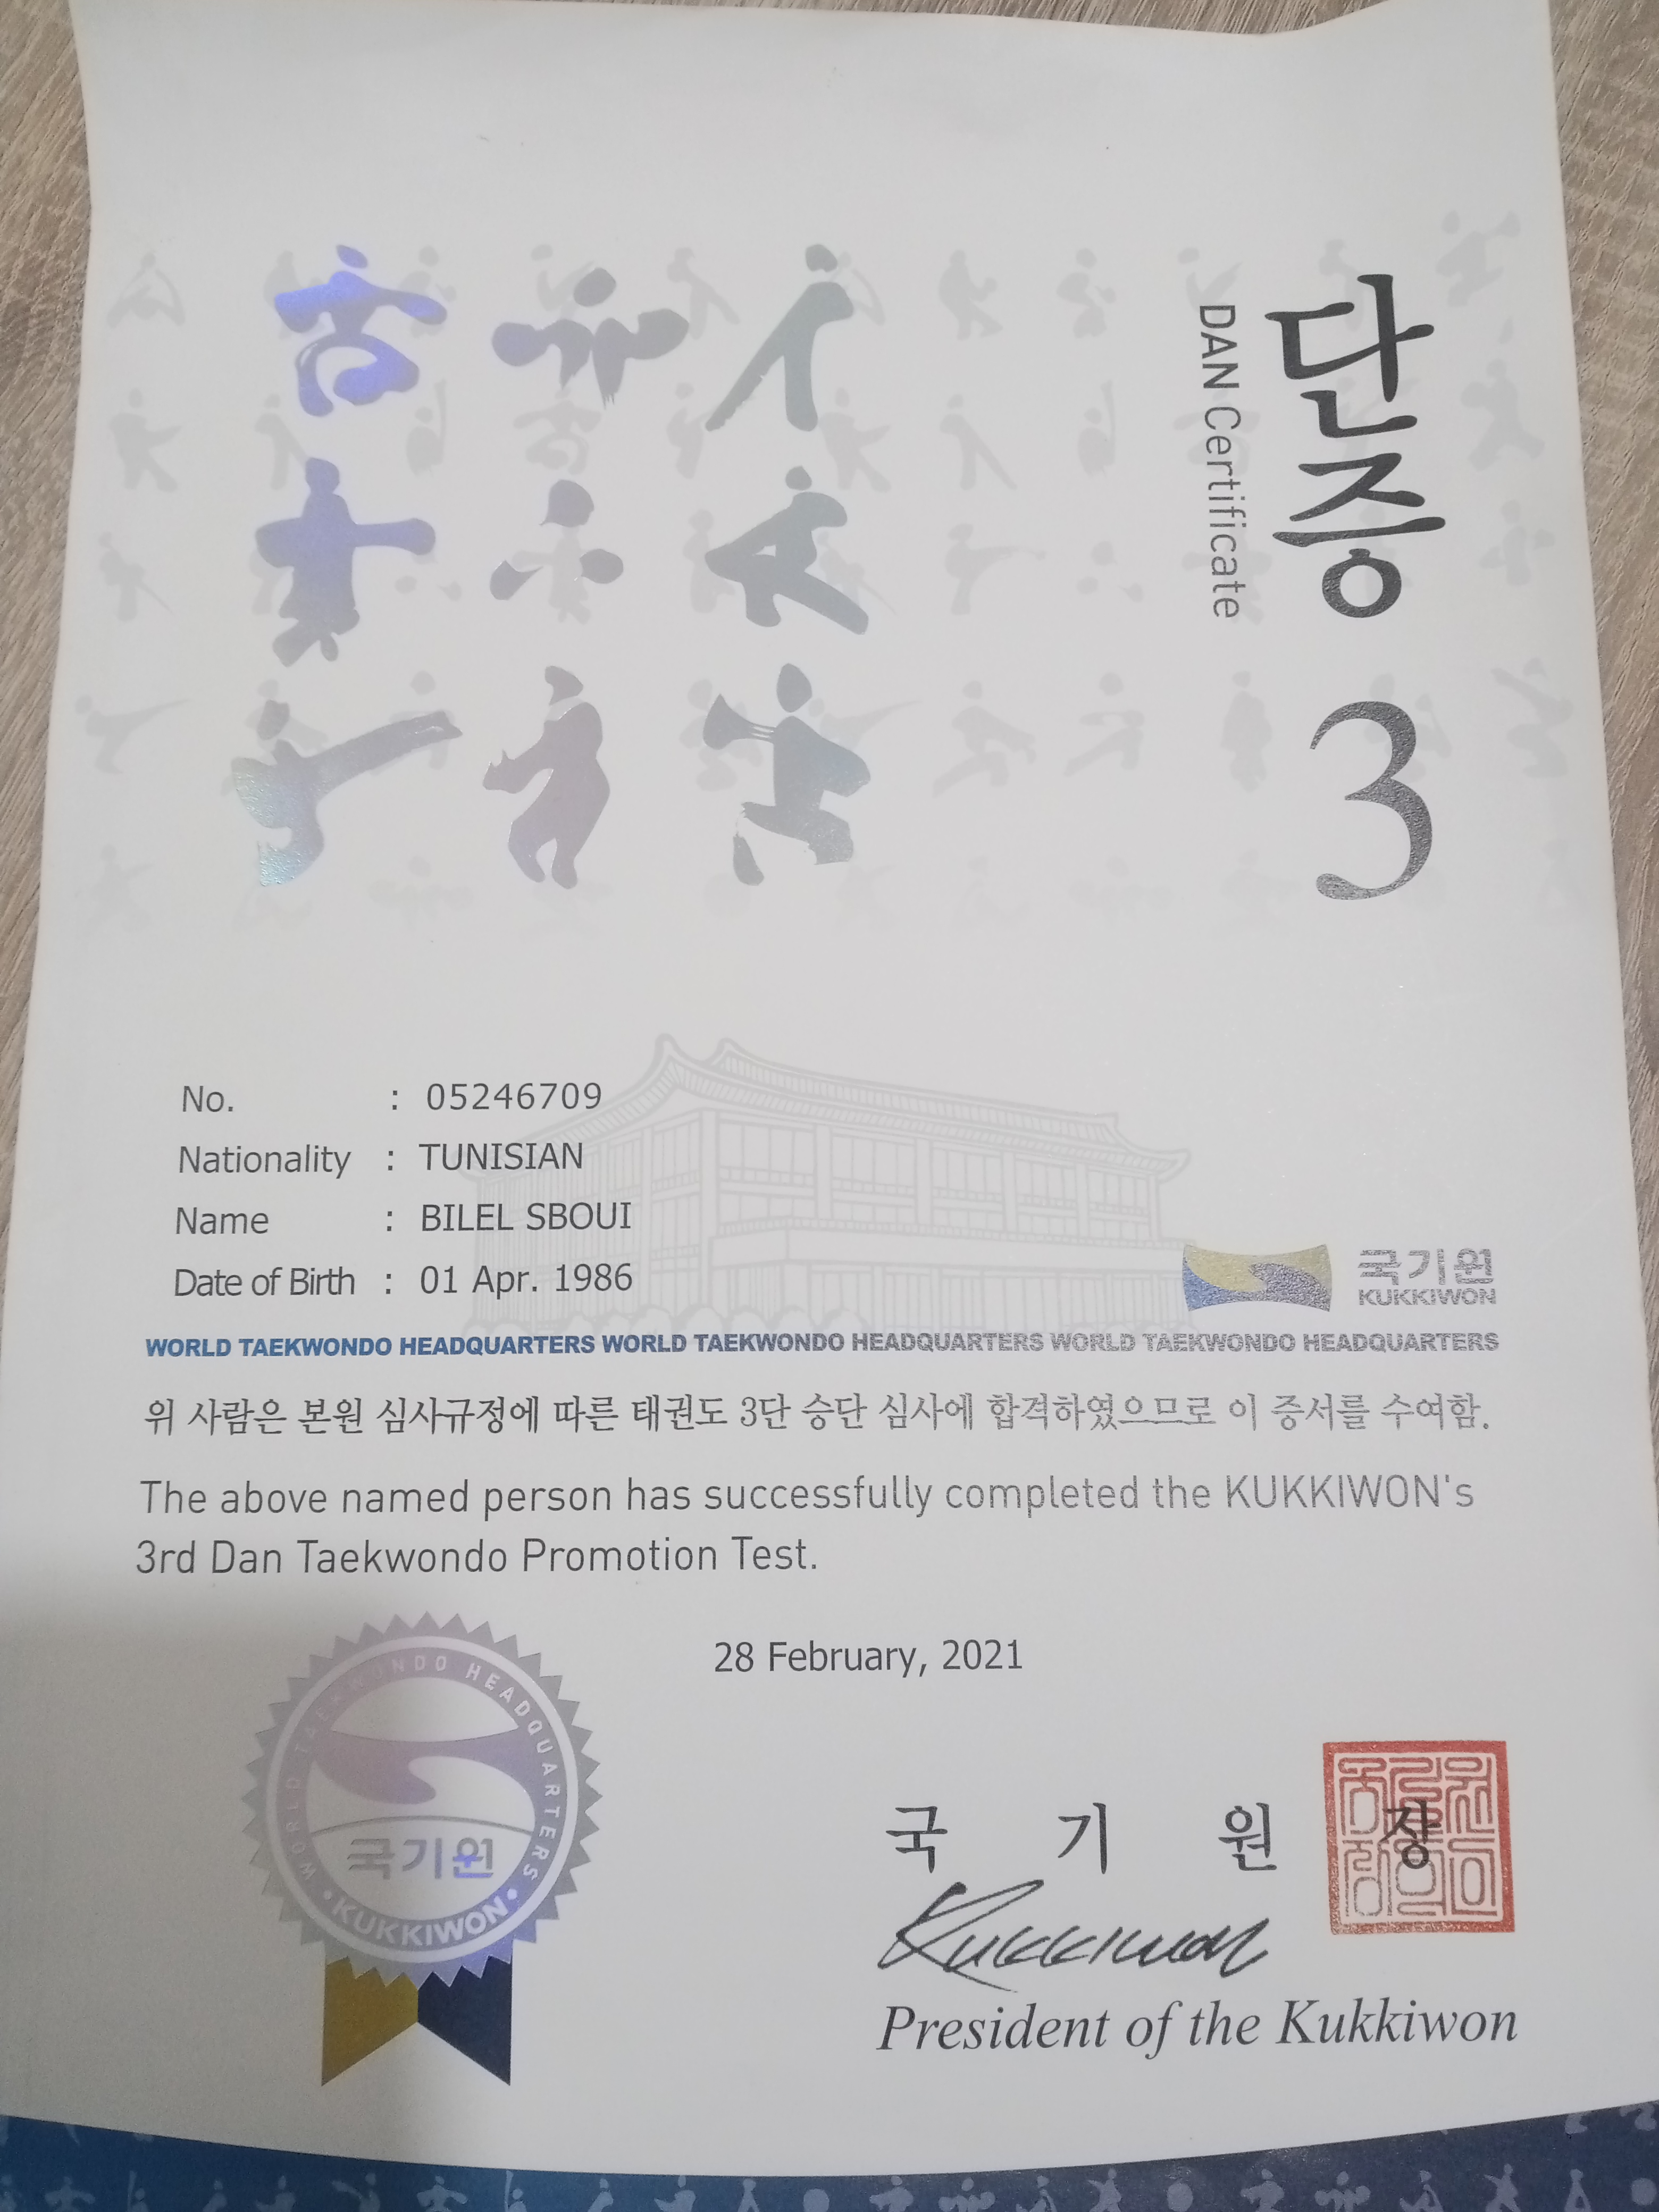 단증 3
DAN Certificate
No. : 05246709
Nationality : TUNISIAN
Name : BILEL SBOUI
Date of Birth : 01 Apr. 1986
국기원
KUKKIWON
WORLD TAEKWONDO HEADQUARTERS WORLD TAEKWONDO HEADQUARTERS WORLD TAEKWONDO HEADQUARTERS
위 사람은 본원 심사규정에 따른 태권도 3단 승단 심사에 합격하였으므로 이 증서를 수여함.
The above named person has successfully completed the KUKKIWON's
3rd Dan Taekwondo Promotion Test.
28 February, 2021
WORLD TAEKWONDO HEADQUARTERS
국기원
• KUKKIWON •
국 기 원 장
Kukkiwon
President of the Kukkiwon